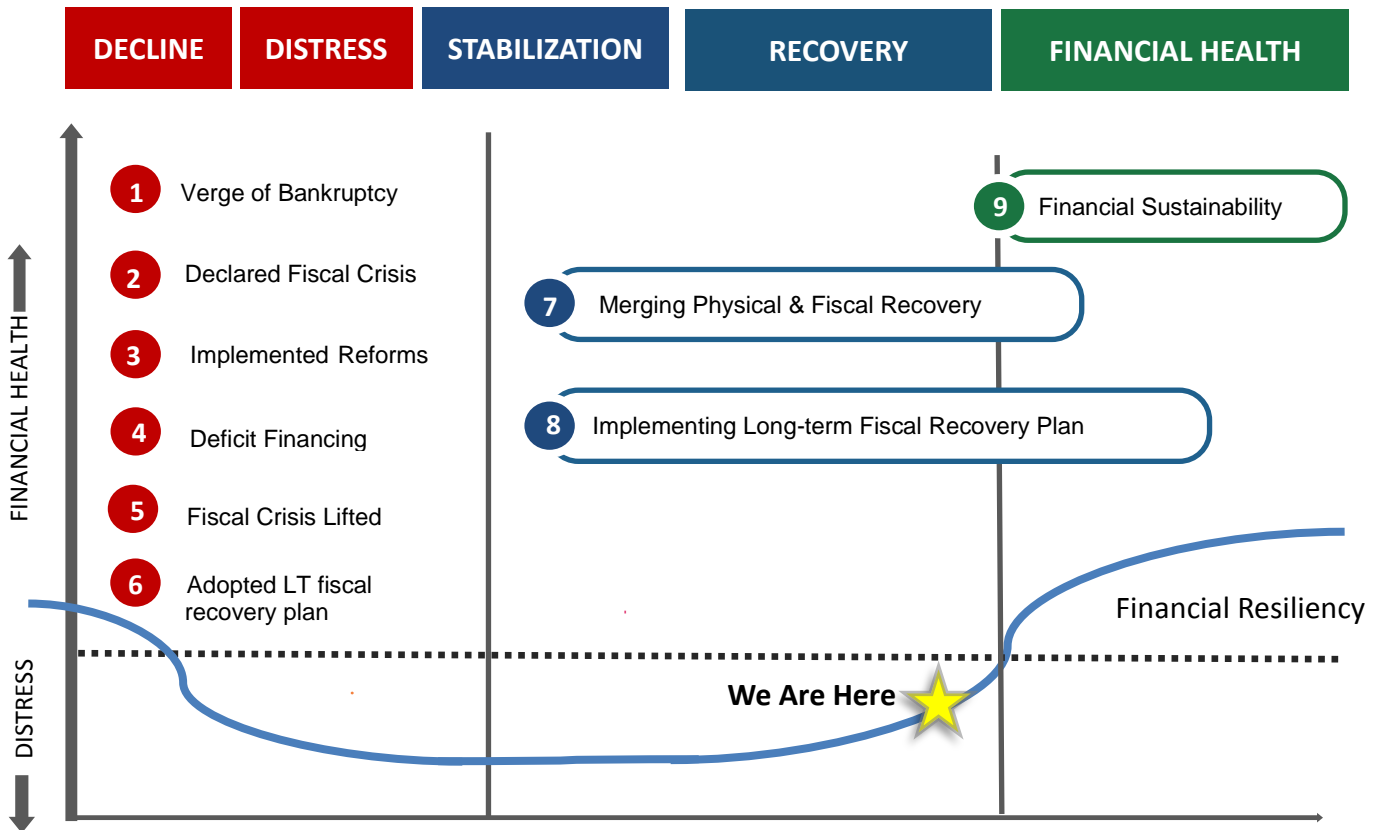 DECLINE
DISTRESS
STABILIZATION
RECOVERY
FINANCIAL HEALTH
1 Verge of Bankruptcy
9 Financial Sustainability
2 Declared Fiscal Crisis
7 Merging Physical & Fiscal Recovery
3 Implemented Reforms
4 Deficit Financing
8 Implementing Long-term Fiscal Recovery Plan
5 Fiscal Crisis Lifted
6 Adopted LT fiscal
recovery plan
FINANCIAL HEALTH
DISTRESS
Financial Resiliency
We Are Here